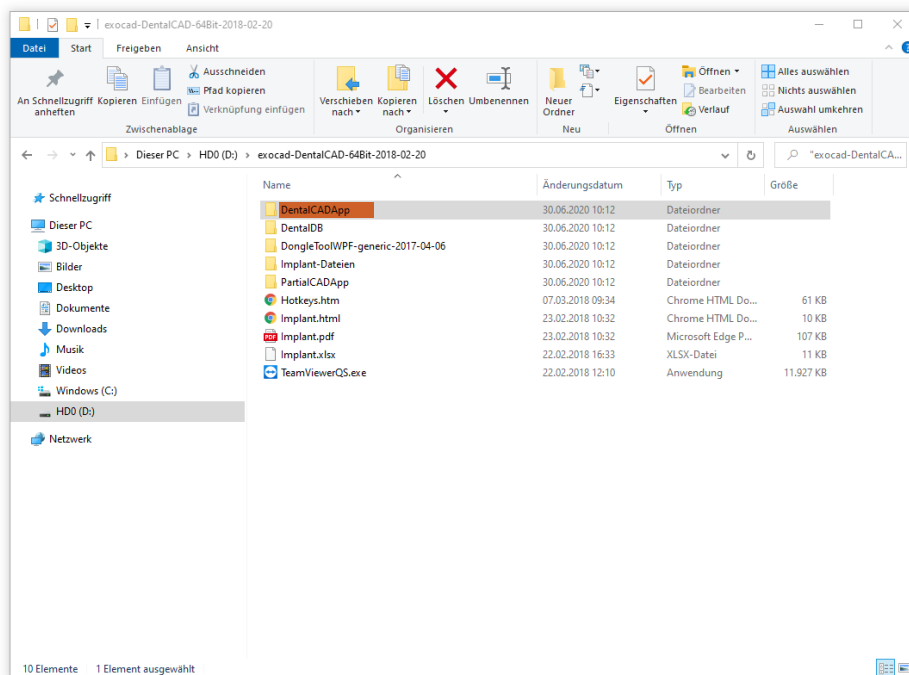 exocad-DentalCAD-64Bit-2018-02-20
Datei Start Freigeben Ansicht
An Schnellzugriff anheften
Kopieren
Einfügen
Ausschneiden
Pfad kopieren
Verknüpfung einfügen
Zwischenablage
Verschieben nach
Kopieren nach
Löschen
Umbenennen
Organisieren
Neuer Ordner
Neu
Eigenschaften
Öffnen
Bearbeiten
Verlauf
Öffnen
Alles auswählen
Nichts auswählen
Auswahl umkehren
Auswählen
Dieser PC › HD0 (D:) › exocad-DentalCAD-64Bit-2018-02-20
"exocad-DentalCA...
Schnellzugriff
Dieser PC
3D-Objekte
Bilder
Desktop
Dokumente
Downloads
Musik
Videos
Windows (C:)
HD0 (D:)
Netzwerk
Name Änderungsdatum Typ Größe
DentalCADApp 30.06.2020 10:12 Dateiordner
DentalDB 30.06.2020 10:12 Dateiordner
DongleToolWPF-generic-2017-04-06 30.06.2020 10:12 Dateiordner
Implant-Dateien 30.06.2020 10:12 Dateiordner
PartialCADApp 30.06.2020 10:12 Dateiordner
Hotkeys.htm 07.03.2018 09:34 Chrome HTML Do... 61 KB
Implant.html 23.02.2018 10:32 Chrome HTML Do... 10 KB
Implant.pdf 23.02.2018 10:32 Microsoft Edge P... 107 KB
Implant.xlsx 22.02.2018 16:33 XLSX-Datei 11 KB
TeamViewerQS.exe 22.02.2018 12:10 Anwendung 11.927 KB
10 Elemente 1 Element ausgewählt